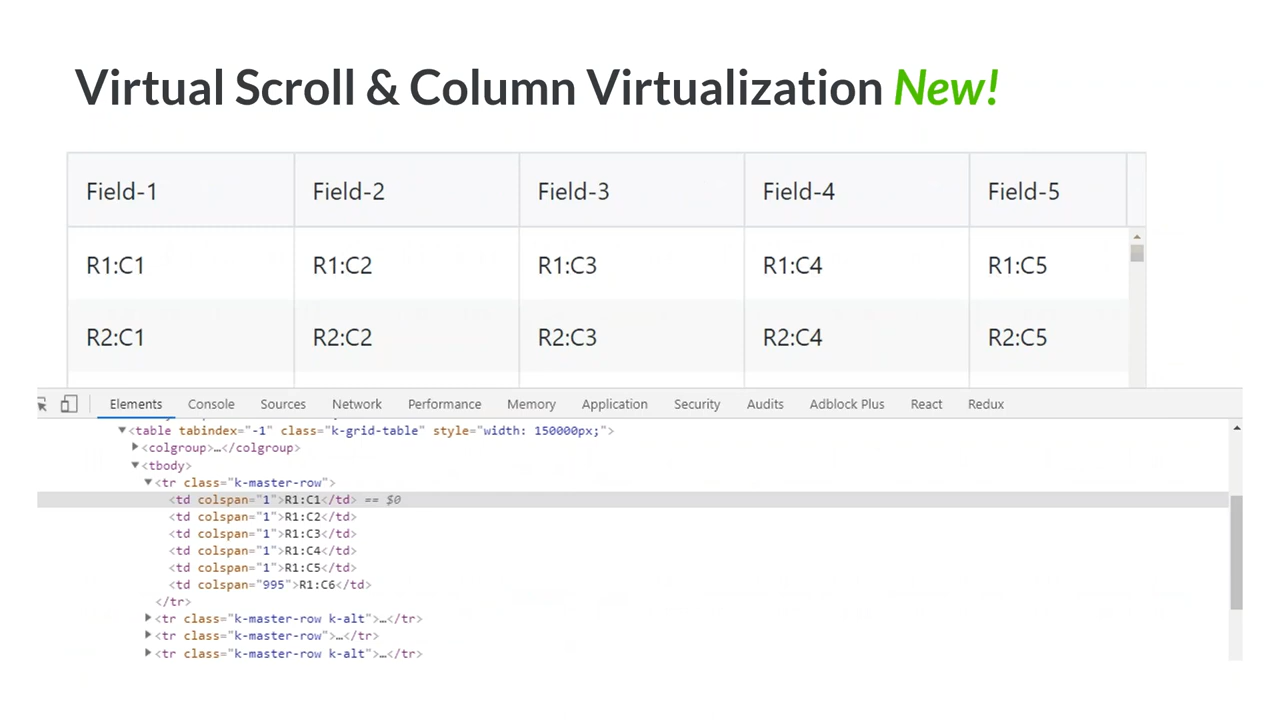 Virtual Scroll & Column Virtualization New!
Field-1 Field-2 Field-3 Field-4 Field-5
R1:C1 R1:C2 R1:C3 R1:C4 R1:C5
R2:C1 R2:C2 R2:C3 R2:C4 R2:C5
Elements Console Sources Network Performance Memory Application Security Audits Adblock Plus React Redux
<table tabindex="-1" class="k-grid-table" style="width: 150000px;">
<colgroup>…</colgroup>
<tbody>
<tr class="k-master-row">
<td colspan="1">R1:C1</td> == $0
<td colspan="1">R1:C2</td>
<td colspan="1">R1:C3</td>
<td colspan="1">R1:C4</td>
<td colspan="1">R1:C5</td>
<td colspan="995">R1:C6</td>
</tr>
<tr class="k-master-row k-alt">…</tr>
<tr class="k-master-row">…</tr>
<tr class="k-master-row k-alt">…</tr>